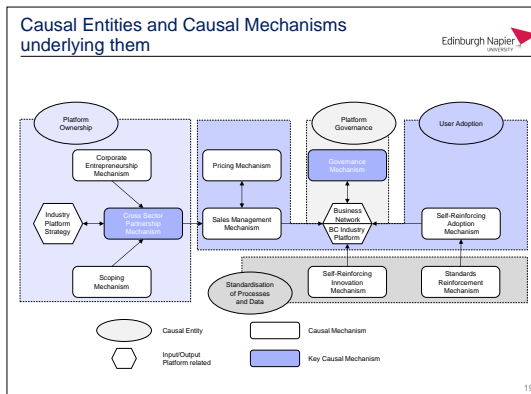 Causal Entities and Causal Mechanisms
underlying them
Edinburgh Napier
UNIVERSITY
Platform
Ownership
Platform
Governance
User Adoption
Corporate
Entrepreneurship
Mechanism
Pricing Mechanism
Governance
Mechanism
Industry
Platform
Strategy
Cross Sector
Partnership
Mechanism
Sales Management
Mechanism
Business
Network
BC Industry
Platform
Self-Reinforcing
Adoption
Mechanism
Scoping
Mechanism
Standardisation
of Processes
and Data
Self-Reinforcing
Innovation
Mechanism
Standards
Reinforcement
Mechanism
Causal Entity
Causal Mechanism
Input/Output
Platform related
Key Causal Mechanism
19